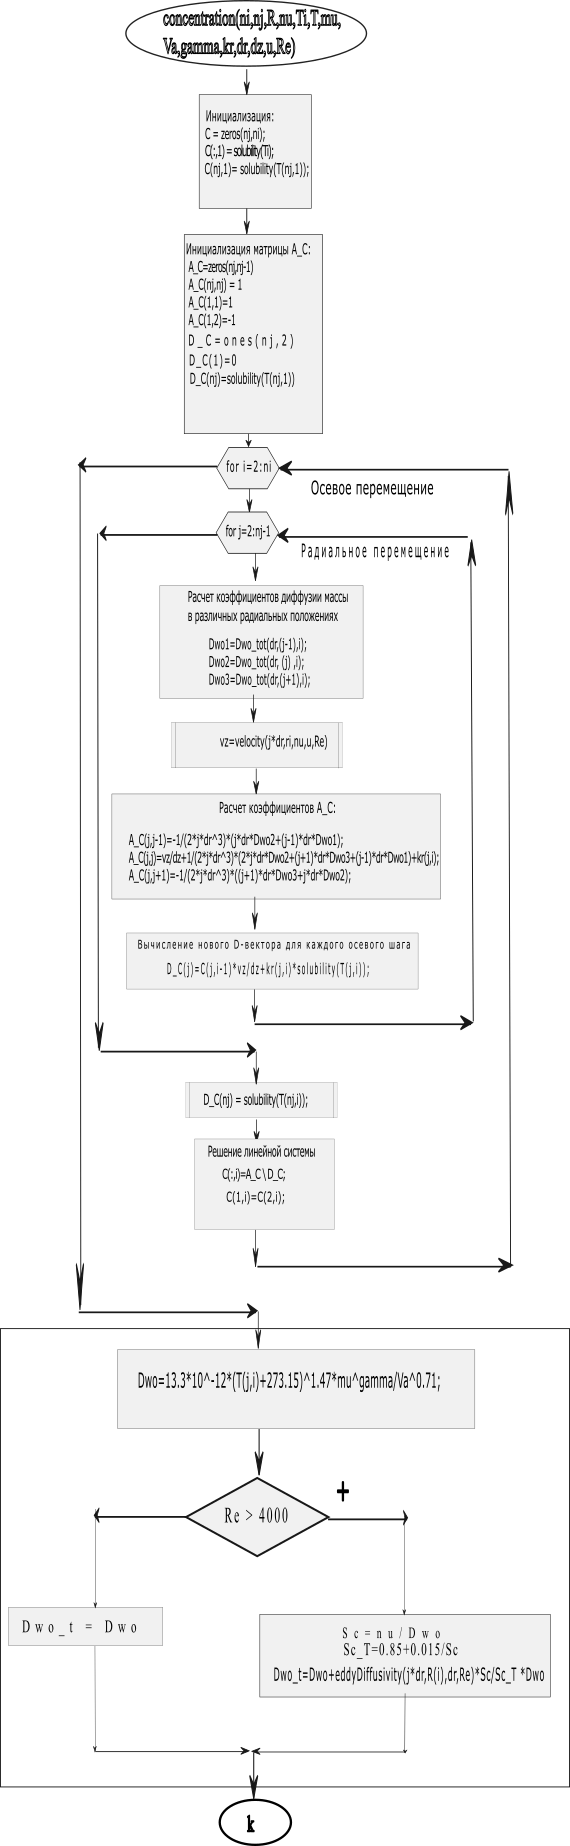 concentration(ni,nj,R,nu,Ti,T,mu,
Va,gamma,kr,dr,dz,u,Re)
Инициализация:
C = zeros(nj,ni);
C(:,1) = solubility(Ti);
C(nj,1)= solubility(T(nj,1));
Инициализация матрицы A_C:
A_C=zeros(nj,nj-1)
A_C(nj,nj) = 1
A_C(1,1)=1
A_C(1,2)=-1
D_C=ones(nj,2)
D_C(1)=0
D_C(nj)=solubility(T(nj,1))
for i=2:ni
Осевое перемещение
for j=2:nj-1
Радиальное перемещение
Расчет коэффициентов диффузии массы
в различных радиальных положениях
Dwo1=Dwo_tot(dr,(j-1),i);
Dwo2=Dwo_tot(dr, (j) ,i);
Dwo3=Dwo_tot(dr,(j+1),i);
vz=velocity(j*dr,ri,nu,u,Re)
Расчет коэффициентов A_C:
A_C(j,j-1)=-1/(2*j*dr^3)*(j*dr*Dwo2+(j-1)*dr*Dwo1);
A_C(j,j)=vz/dz+1/(2*j*dr^3)*(2*j*dr*Dwo2+(j+1)*dr*Dwo3+(j-1)*dr*Dwo1)+kr(j,i);
A_C(j,j+1)=-1/(2*j*dr^3)*((j+1)*dr*Dwo3+j*dr*Dwo2);
Вычисление нового D-вектора для каждого осевого шага
D_C(j)=C(j,i-1)*vz/dz+kr(j,i)*solubility(T(j,i));
D_C(nj) = solubility(T(nj,i));
Решение линейной системы
C(:,i)=A_C\D_C;
C(1,i)=C(2,i);
Dwo=13.3*10^-12*(T(j,i)+273.15)^1.47*mu^gamma/Va^0.71;
+
Re > 4000
Dwo_t = Dwo
Sc=nu/Dwo
Sc_T=0.85+0.015/Sc
Dwo_t=Dwo+eddyDiffusivity(j*dr,R(i),dr,Re)*Sc/Sc_T *Dwo
k